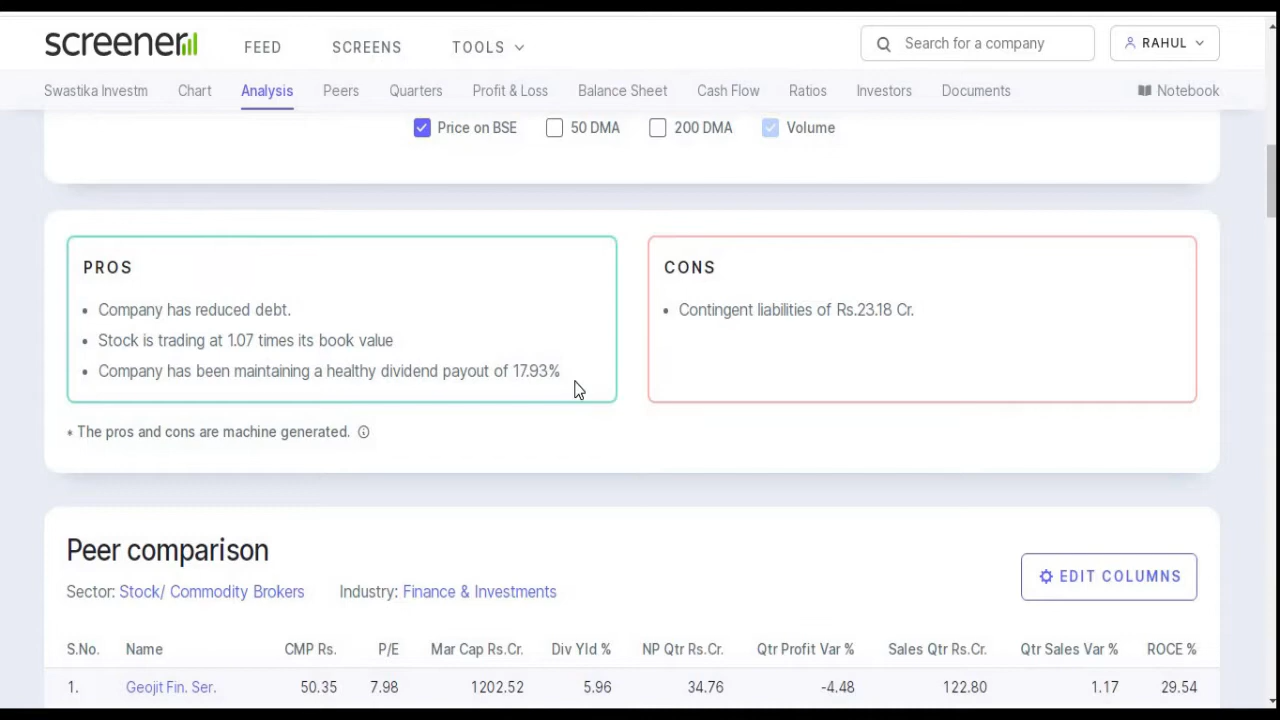 screener
FEED SCREENS TOOLS Search for a company RAHUL
Swastika Investm Chart Analysis Peers Quarters Profit & Loss Balance Sheet Cash Flow Ratios Investors Documents Notebook
Price on BSE 50 DMA 200 DMA Volume
PROS
• Company has reduced debt.
• Stock is trading at 1.07 times its book value
• Company has been maintaining a healthy dividend payout of 17.93%
CONS
• Contingent liabilities of Rs.23.18 Cr.
* The pros and cons are machine generated.
Peer comparison
Sector: Stock/ Commodity Brokers Industry: Finance & Investments
EDIT COLUMNS
S.No. Name CMP Rs. P/E Mar Cap Rs.Cr. Div Yld % NP Qtr Rs.Cr. Qtr Profit Var % Sales Qtr Rs.Cr. Qtr Sales Var % ROCE %
1. Geojit Fin. Ser. 50.35 7.98 1202.52 5.96 34.76 -4.48 122.80 1.17 29.54